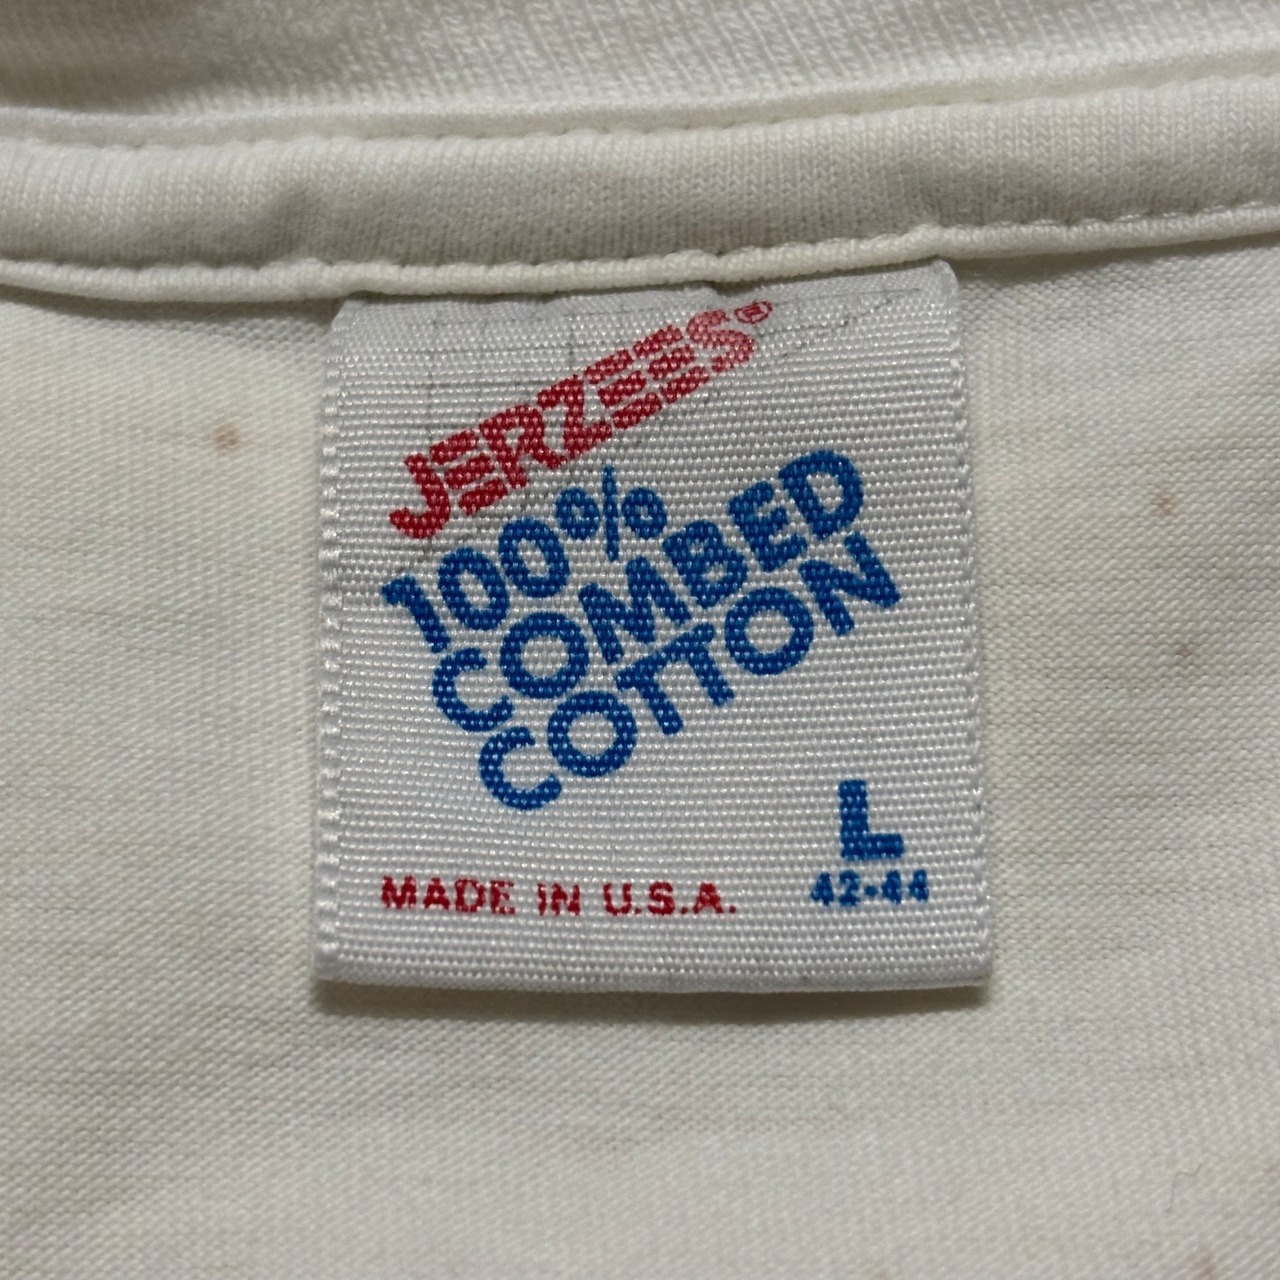 JERZEES®
100%
COMBED
COTTON
L
42-44
MADE IN U.S.A.